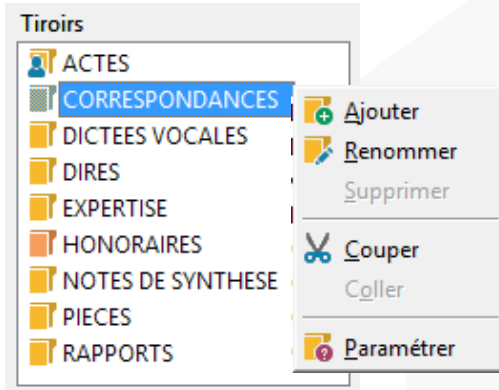 Tiroirs
ACTES
CORRESPONDANCES
DICTEES VOCALES
DIRES
EXPERTISE
HONORAIRES
NOTES DE SYNTHESE
PIECES
RAPPORTS
Ajouter
Renommer
Supprimer
Couper
Coller
Paramétrer